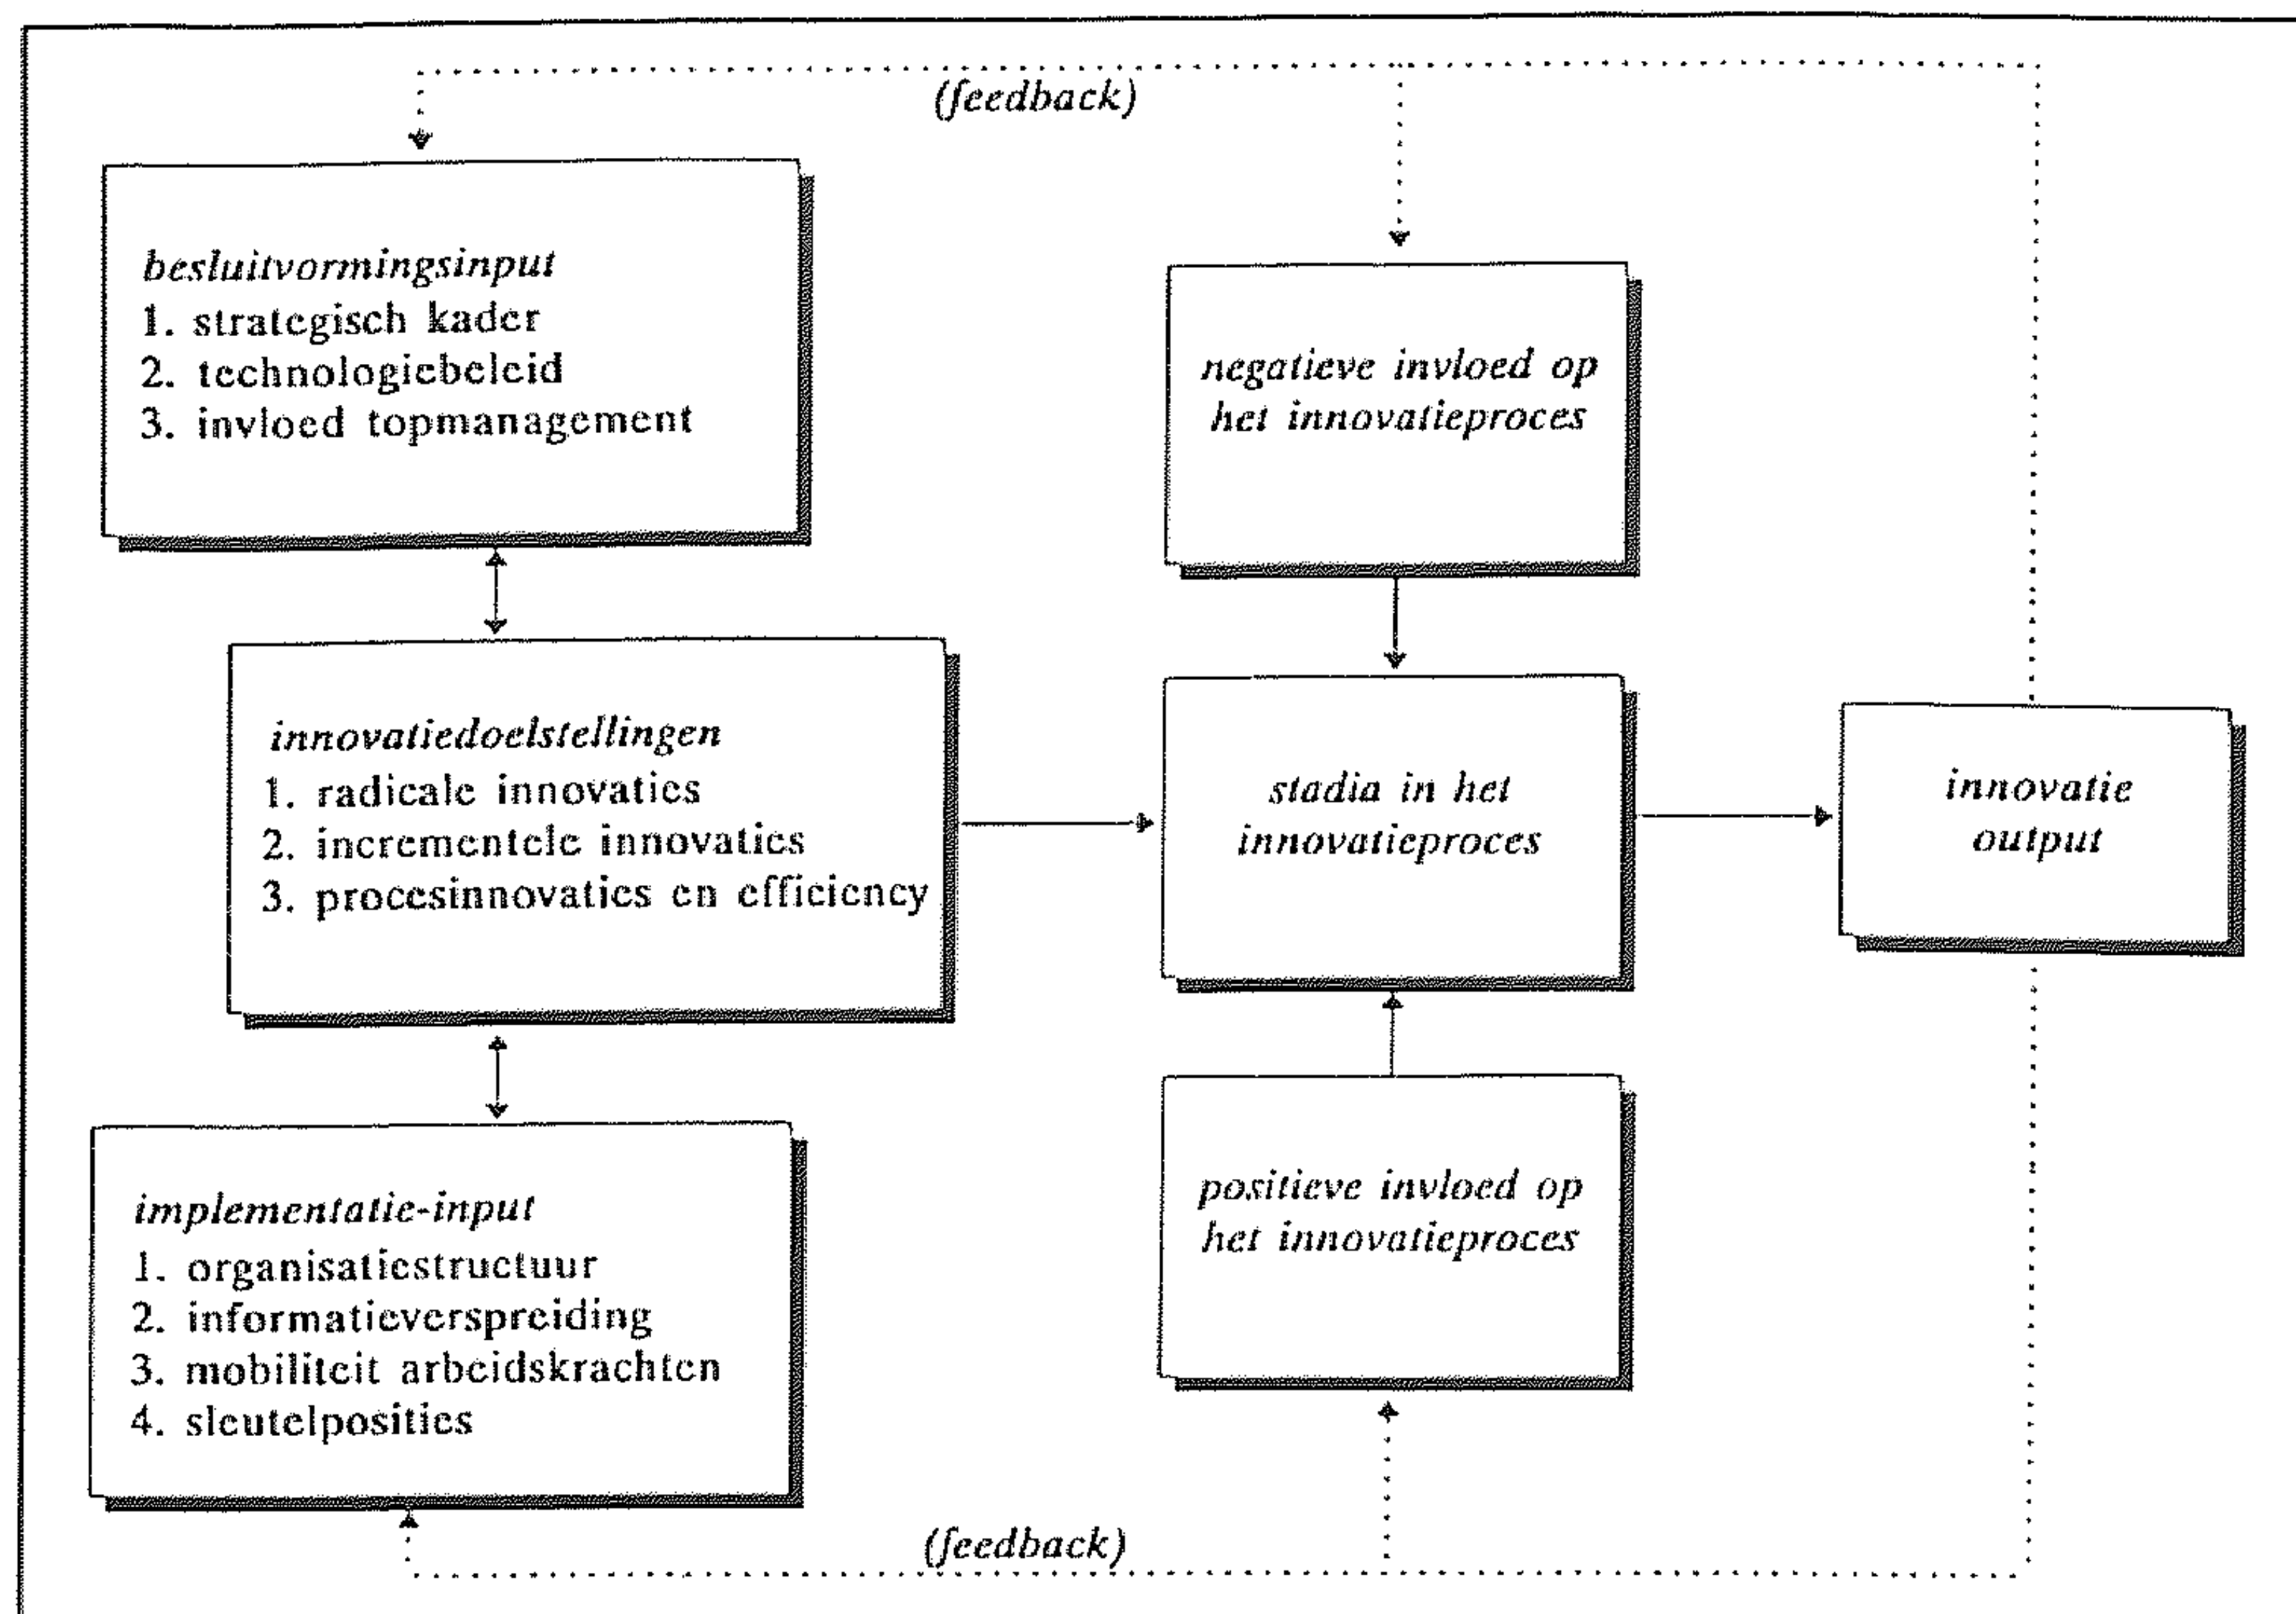 (feedback)
besluitvormingsinput
1. strategisch kader
2. technologiebeleid
3. invloed topmanagement
negatieve invloed op
het innovatieproces
innovatiedoelstellingen
1. radicale innovaties
2. incrementele innovaties
3. procesinnovaties en efficiency
stadia in het
innovatieproces
innovatie
output
implementatie-input
1. organisatiestructuur
2. informatieverspreiding
3. mobiliteit arbeidskrachten
4. sleutelposities
positieve invloed op
het innovatieproces
(feedback)